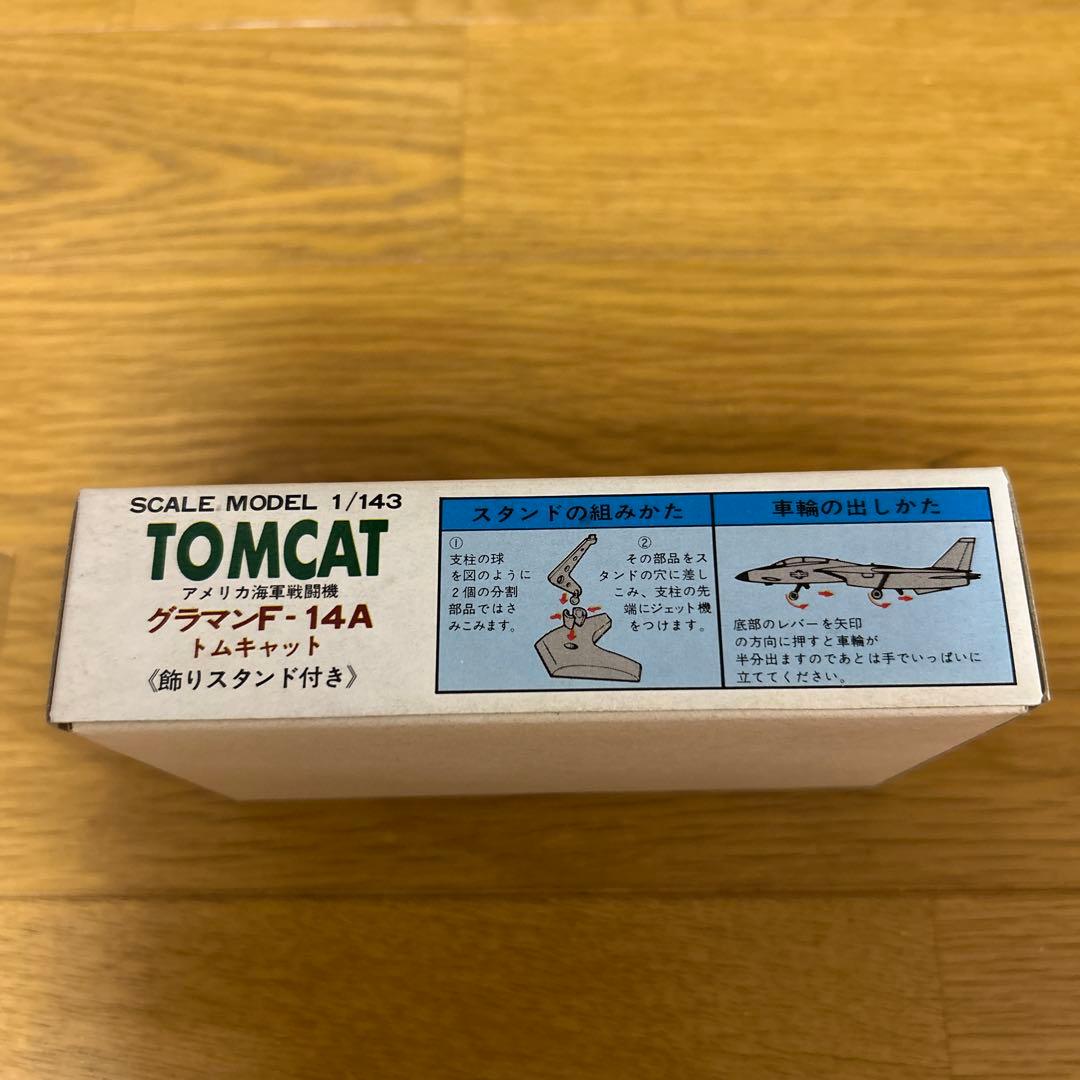 SCALE MODEL 1/143
TOMCAT
アメリカ海軍戦闘機
グラマンF-14A
トムキャット
《飾りスタンド付き》
スタンドの組みかた
①
支柱の球
を図のように
2個の分割
部品ではさ
みこみます。
②
その部品をス
タンドの穴に差し
こみ、支柱の先
端にジェット機
をつけます。
車輪の出しかた
底部のレバーを矢印
の方向に押すと車輪が
半分出ますのであとは手でいっぱいに
立ててください。